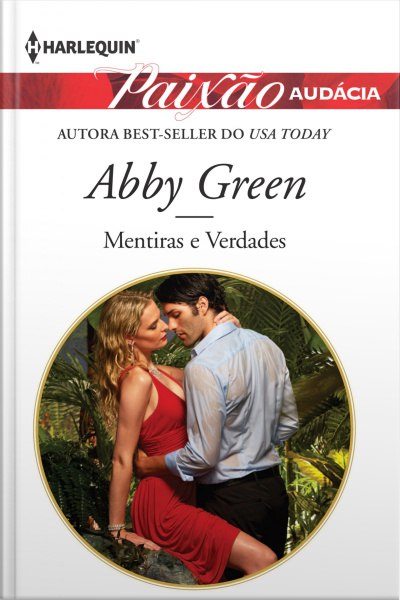 HARLEQUIN®
Paixão AUDÁCIA
AUTORA BEST-SELLER DO USA TODAY
Abby Green
Mentiras e Verdades